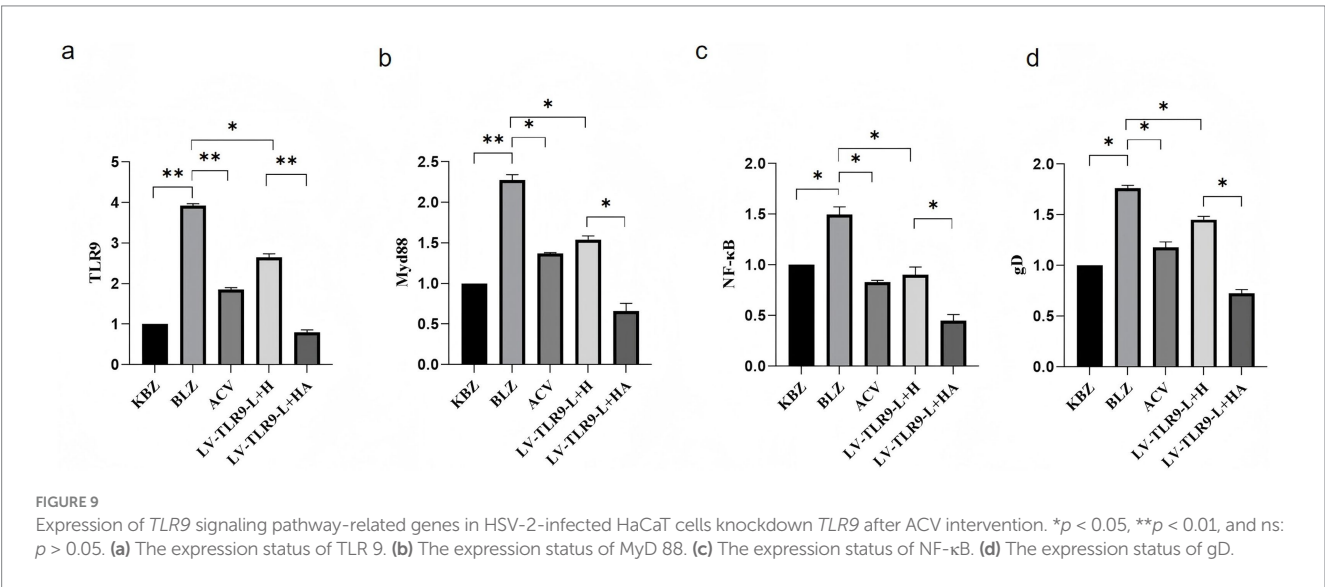 a
b
c
d
*
**
**
**
5
4
3
2
1
0
TLR9
KBZ
BLZ
ACV
LV-TLR9-L+H
LV-TLR9-L+HA
*
**
*
*
2.5
2.0
1.5
1.0
0.5
0.0
Myd88
KBZ
BLZ
ACV
LV-TLR9-L+H
LV-TLR9-L+HA
*
*
*
*
2.0
1.5
1.0
0.5
0.0
NF-κB
KBZ
BLZ
ACV
LV-TLR9-L+H
LV-TLR9-L+HA
*
*
*
*
2.0
1.5
1.0
0.5
0.0
gD
KBZ
BLZ
ACV
LV-TLR9-L+H
LV-TLR9-L+HA
FIGURE 9
Expression of TLR9 signaling pathway-related genes in HSV-2-infected HaCaT cells knockdown TLR9 after ACV intervention. *p < 0.05, **p < 0.01, and ns:
p > 0.05. (a) The expression status of TLR 9. (b) The expression status of MyD 88. (c) The expression status of NF-κB. (d) The expression status of gD.